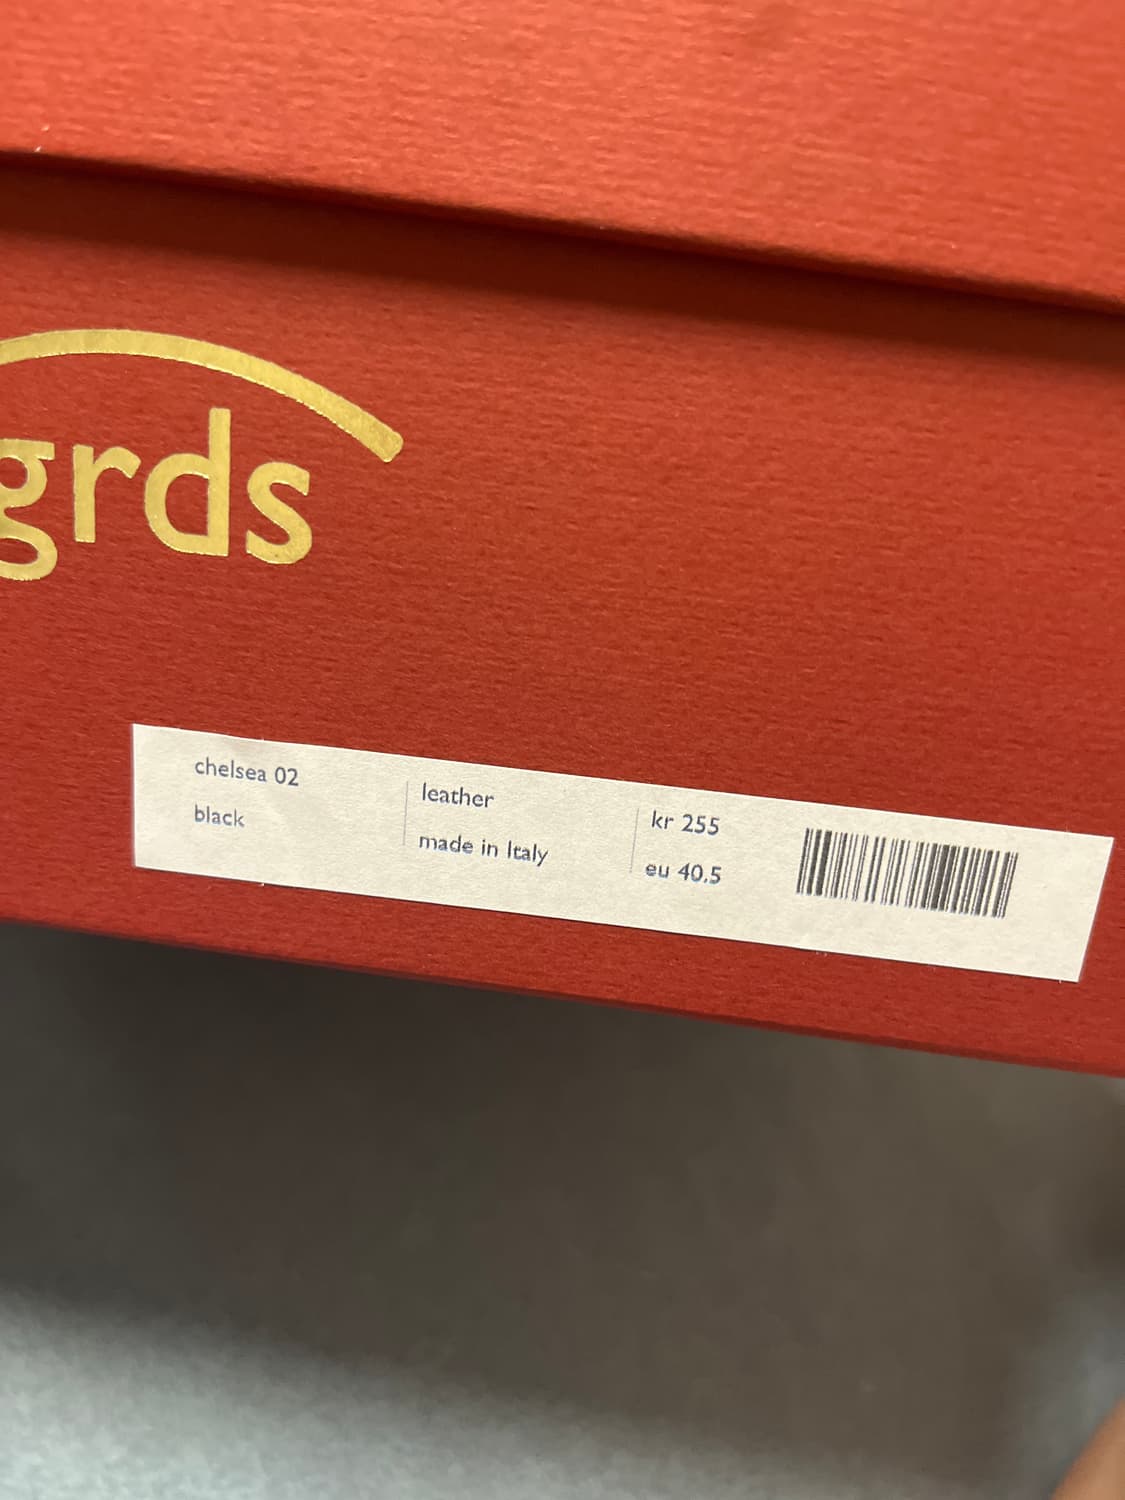 grds
chelsea 02
black
leather
made in Italy
kr 255
eu 40.5